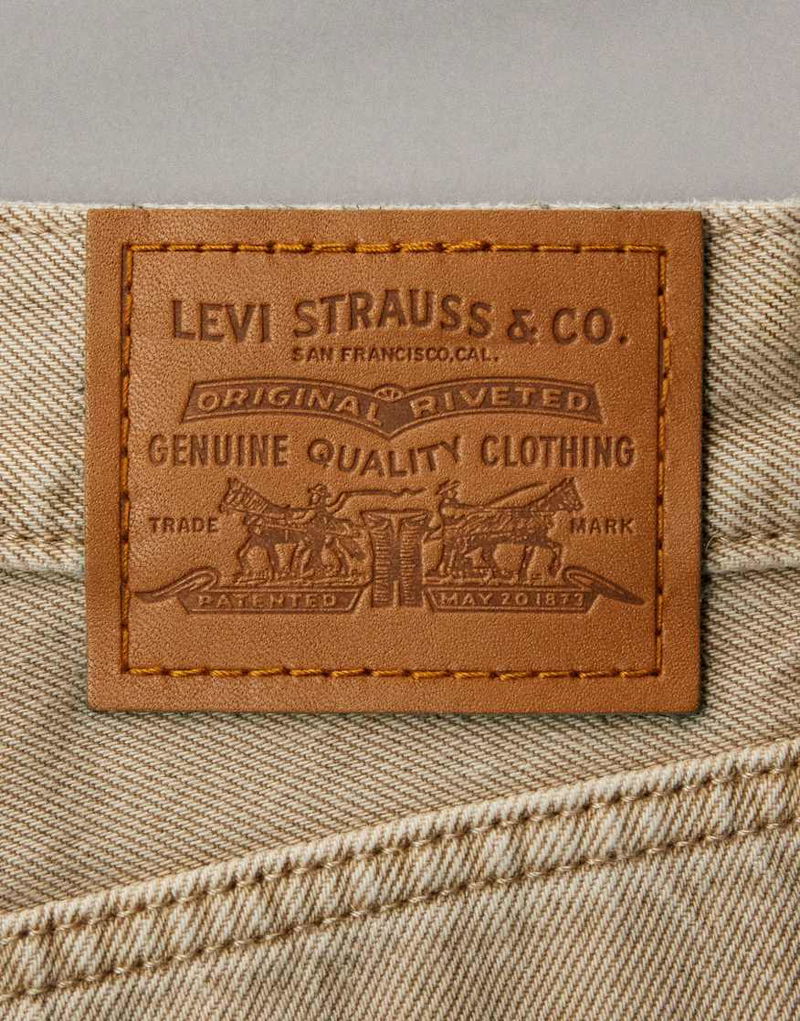 LEVI STRAUSS & CO.
SAN FRANCISCO, CAL.
ORIGINAL RIVETED
GENUINE QUALITY CLOTHING
TRADE MARK
PATENTED MAY 20 1873